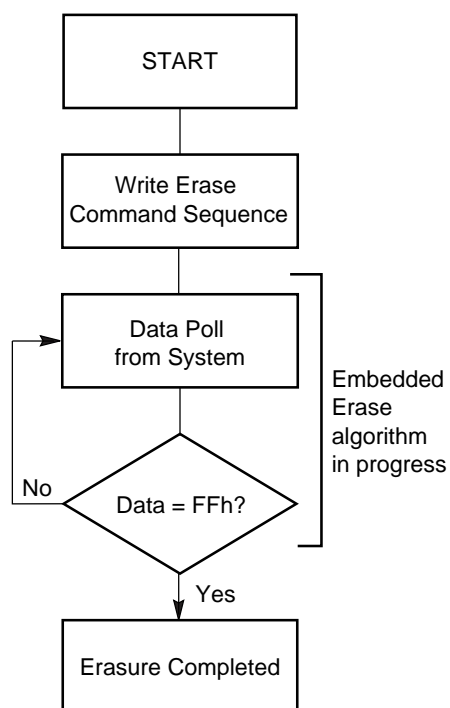 START
Write Erase
Command Sequence
Data Poll
from System
Embedded
Erase
algorithm
in progress
No
Data = FFh?
Yes
Erasure Completed